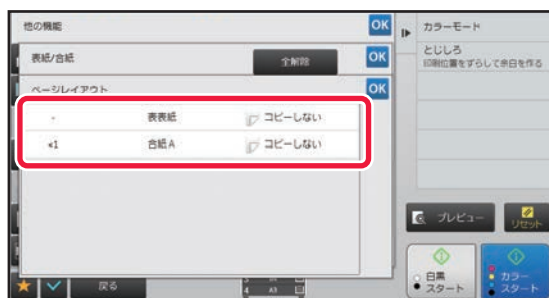 他の機能
OK
表紙/合紙
全解除
OK
ページレイアウト
OK
-
表表紙
コピーしない
«1
合紙 A
コピーしない
カラーモード
とじしろ
印刷位置をずらして余白を作る
プレビュー
リセット
戻る
4 A3
白黒
スタート
カラー
スタート